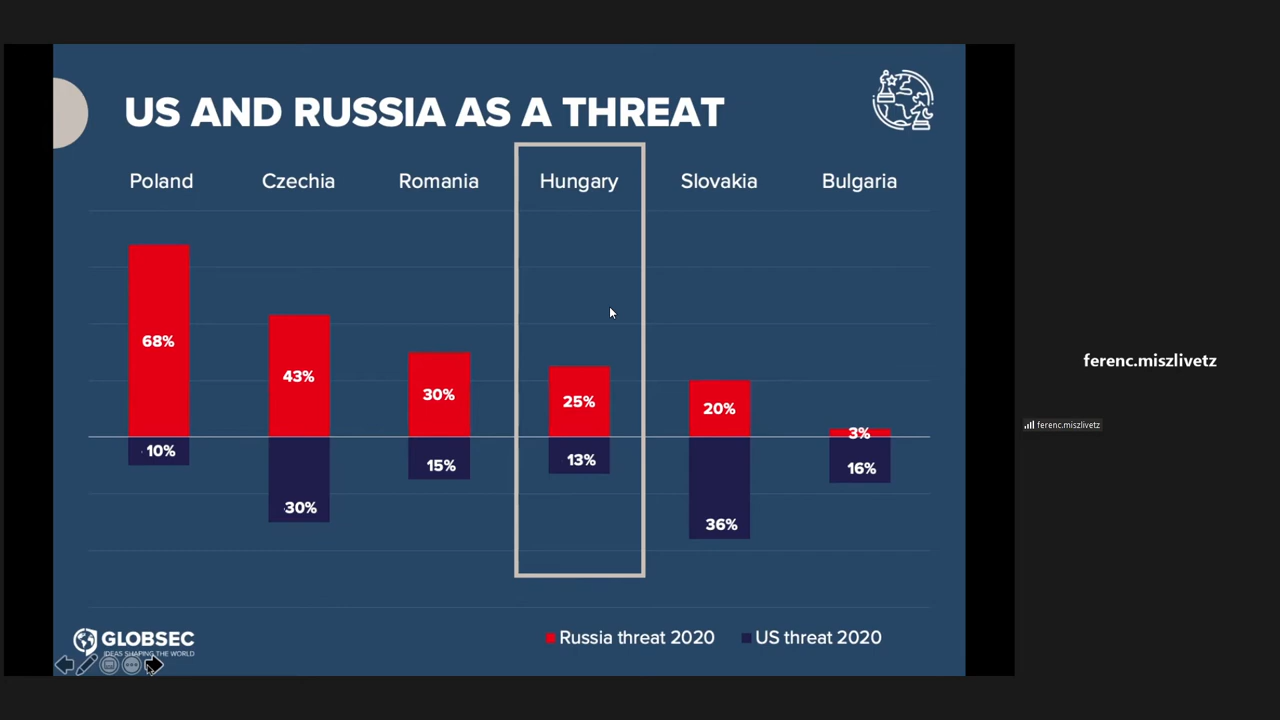 US AND RUSSIA AS A THREAT
Poland Czechia Romania Hungary Slovakia Bulgaria
68% 43% 30% 25% 20% 3%
10% 30% 15% 13% 36% 16%
ferenc.miszlivetz
ferenc.miszlivetz
GLOBSEC
IDEAS SHAPING THE WORLD
Russia threat 2020 US threat 2020